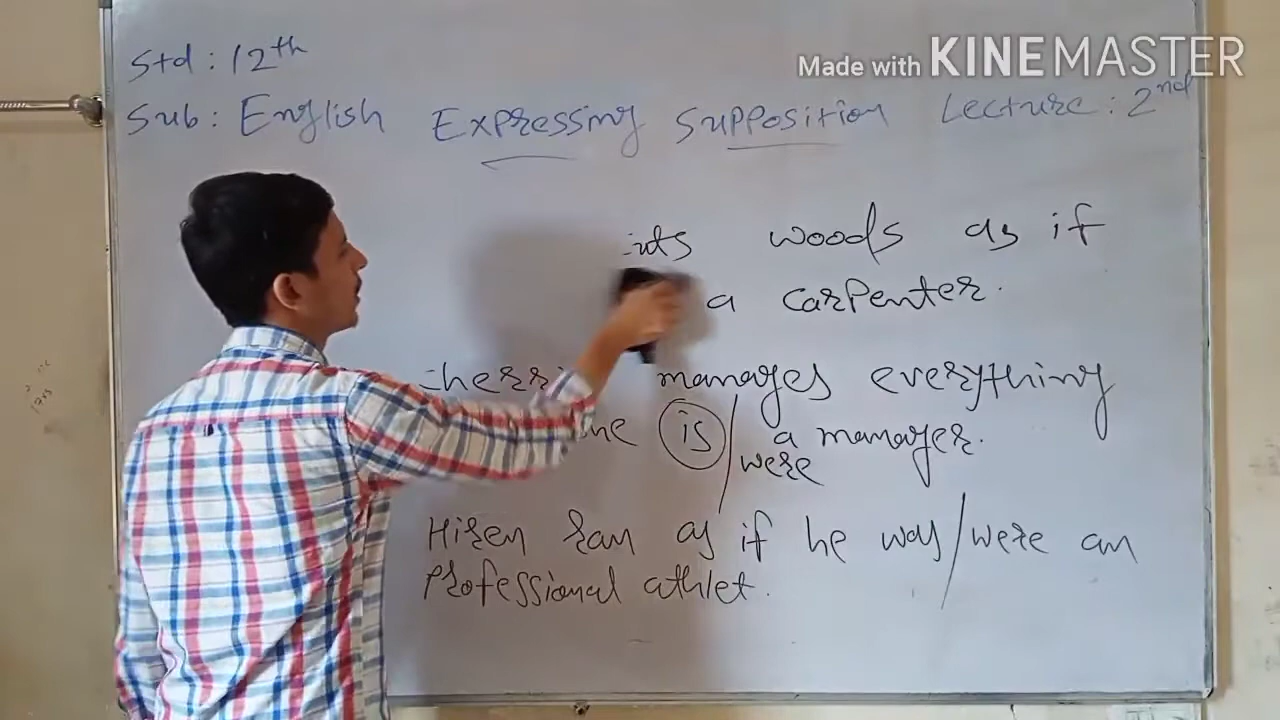 Made with KINEMASTER
Std : 12th
Sub : English Expressing Supposition Lecture : 2nd
woods as if
a carpenter.
manages everything
he is / were a manager.
Hiren ran as if he was / were an
professional athlet.